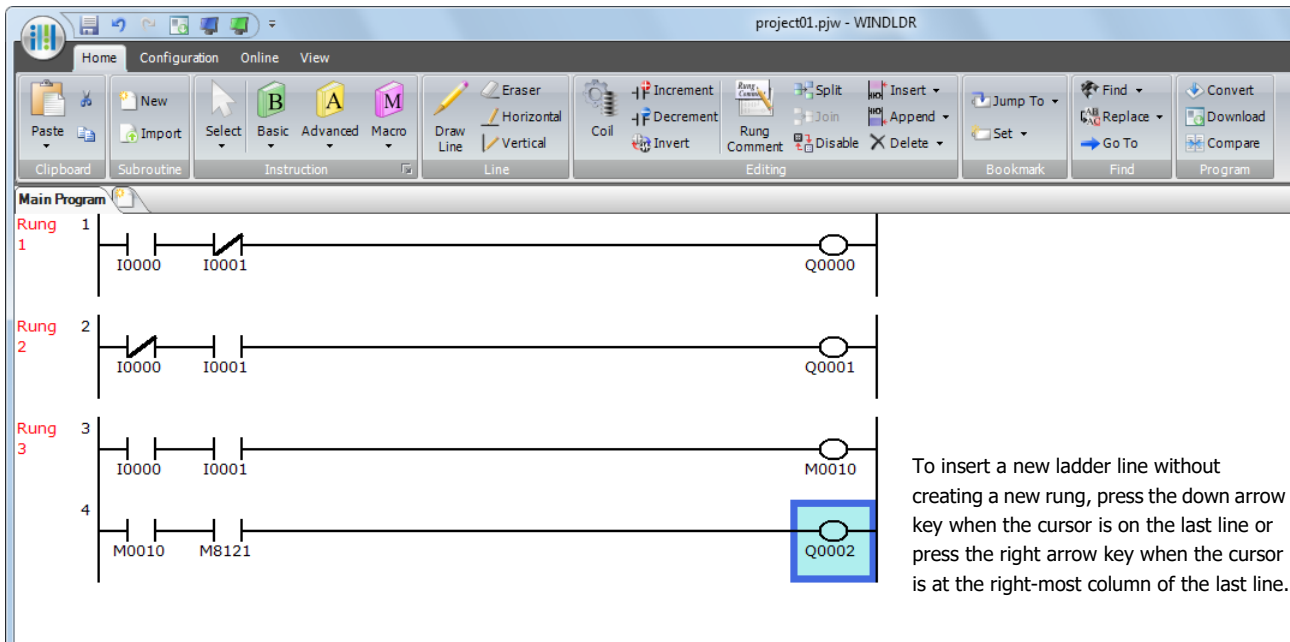 project01.pjw - WINDLDR
Home Configuration Online View
Paste
Clipboard
New
Import
Subroutine
Select
B
Basic
A
Advanced
M
Macro
Instruction
Draw
Line
Eraser
Horizontal
Vertical
Line
Coil
Increment
Decrement
Invert
Rung
Comment
Split
Join
Disable
Insert
Append
Delete
Editing
Jump To
Set
Bookmark
Find
Replace
Go To
Find
Convert
Download
Compare
Program
Main Program
Rung 1
1
I0000 I0001 Q0000
Rung 2
2
I0000 I0001 Q0001
Rung 3
3
I0000 I0001 M0010
4
M0010 M8121 Q0002
To insert a new ladder line without
creating a new rung, press the down arrow
key when the cursor is on the last line or
press the right arrow key when the cursor
is at the right-most column of the last line.